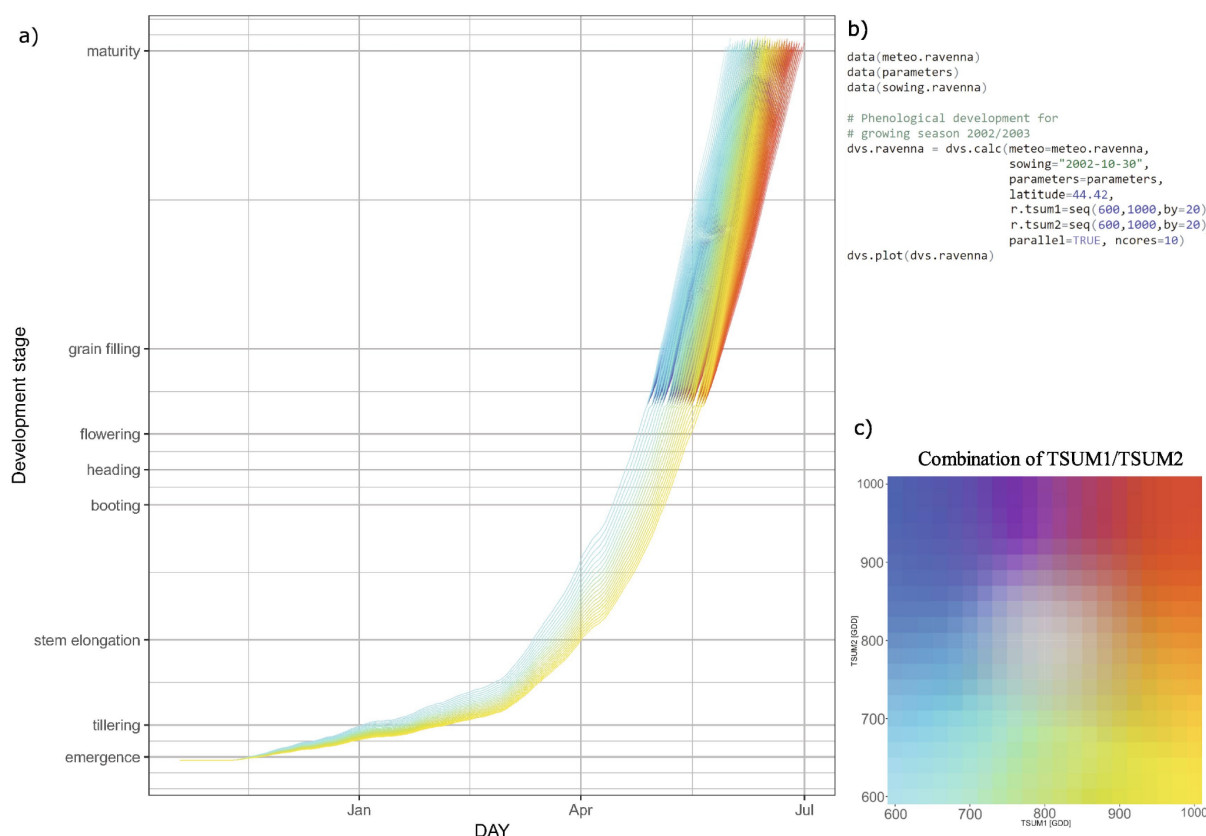 a)
maturity
grain filling
flowering
heading
booting
stem elongation
tillering
emergence
Development stage
Jan
Apr
Jul
DAY
b)
data(meteo.ravenna)
data(parameters)
data(sowing.ravenna)
# Phenological development for
# growing season 2002/2003
dvs.ravenna = dvs.calc(meteo=meteo.ravenna,
sowing="2002-10-30",
parameters=parameters,
latitude=44.42,
r.tsum1=seq(600,1000,by=20)
r.tsum2=seq(600,1000,by=20)
parallel=TRUE, ncores=10)
dvs.plot(dvs.ravenna)
c)
Combination of TSUM1/TSUM2
1000
900
800
700
600
TSUM2 [GDD]
600
700
800
900
1000
TSUM1 [GDD]